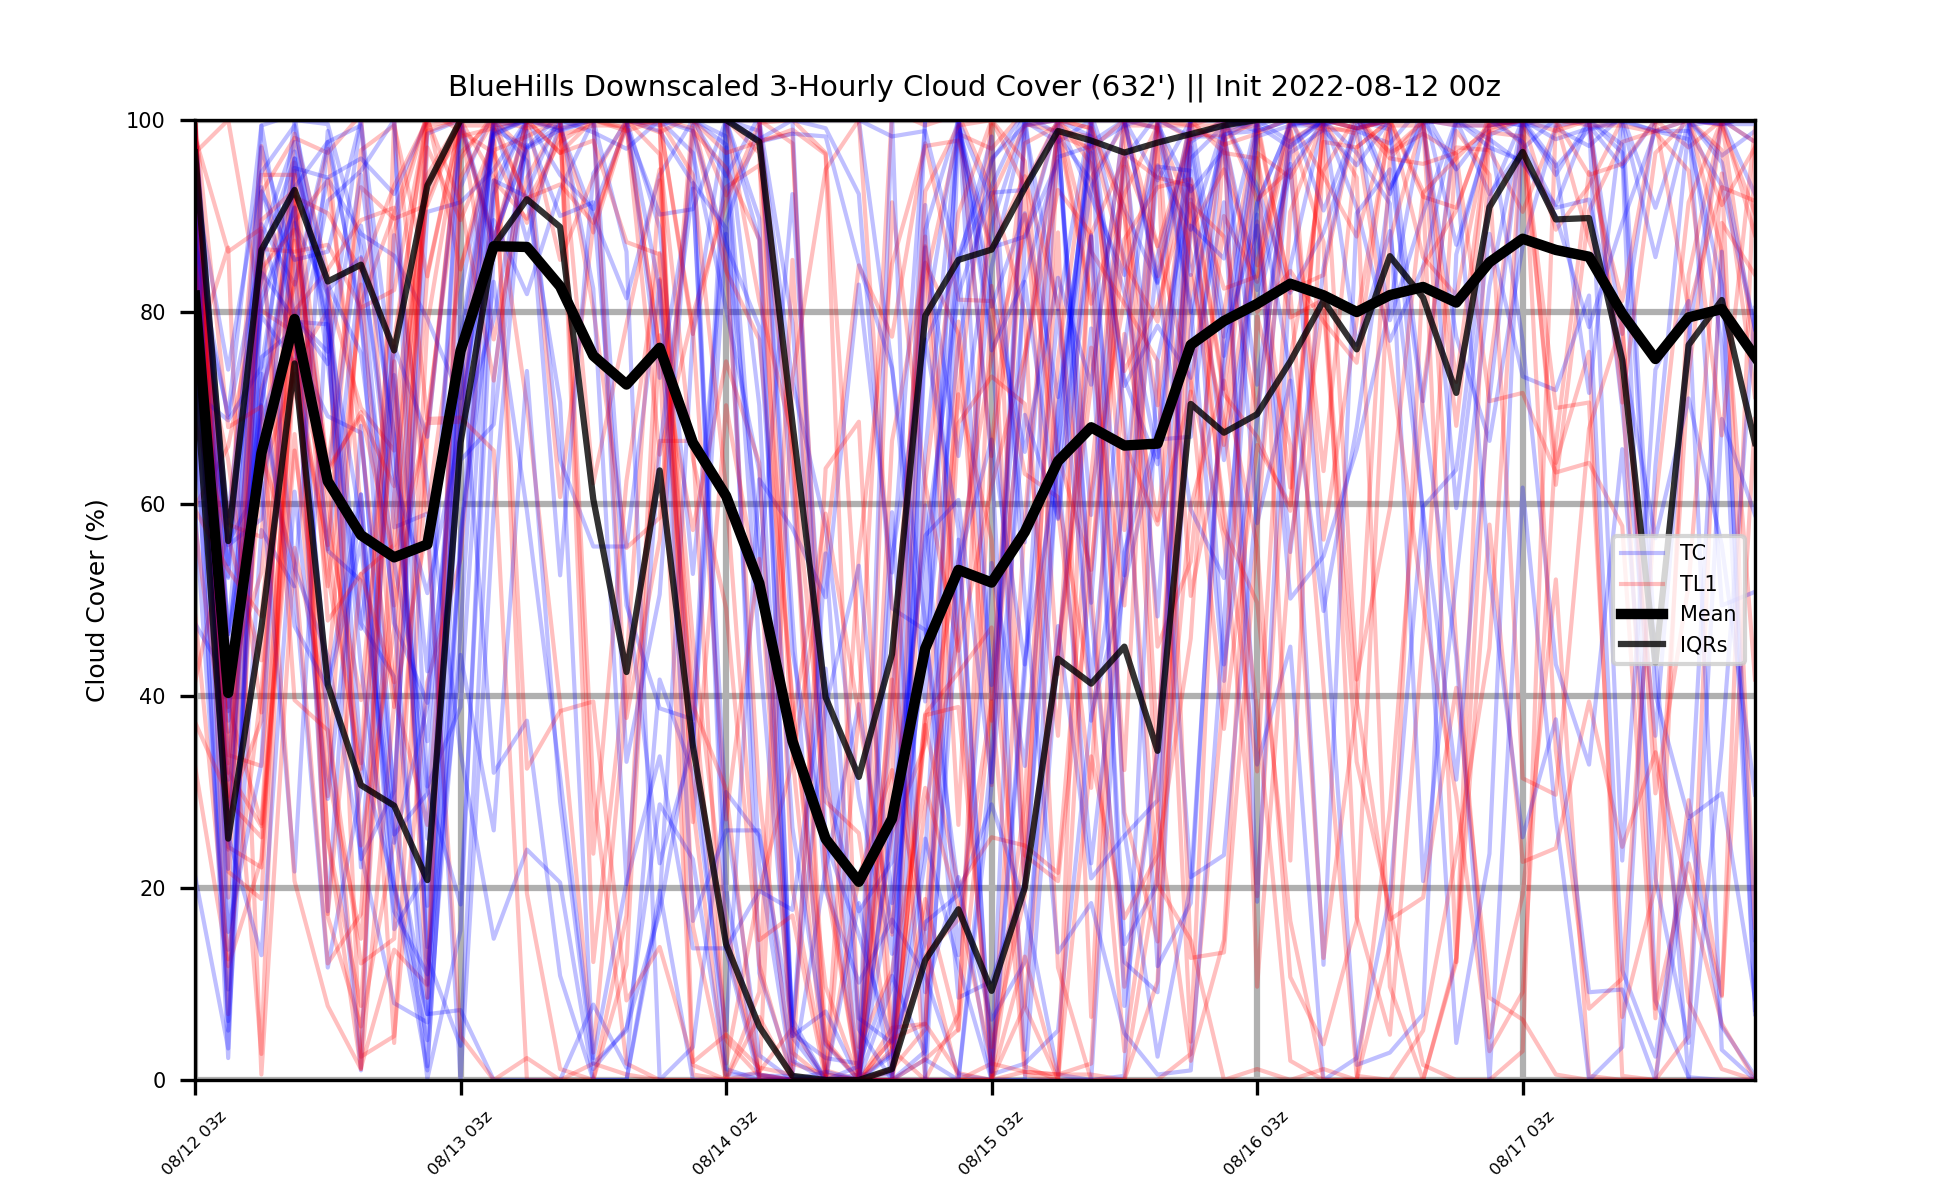 BlueHills Downscaled 3-Hourly Cloud Cover (632') || Init 2022-08-12 00z
Cloud Cover (%)
100
80
60
40
20
0
TC
TL1
Mean
IQRs
08/12 03z
08/13 03z
08/14 03z
08/15 03z
08/16 03z
08/17 03z